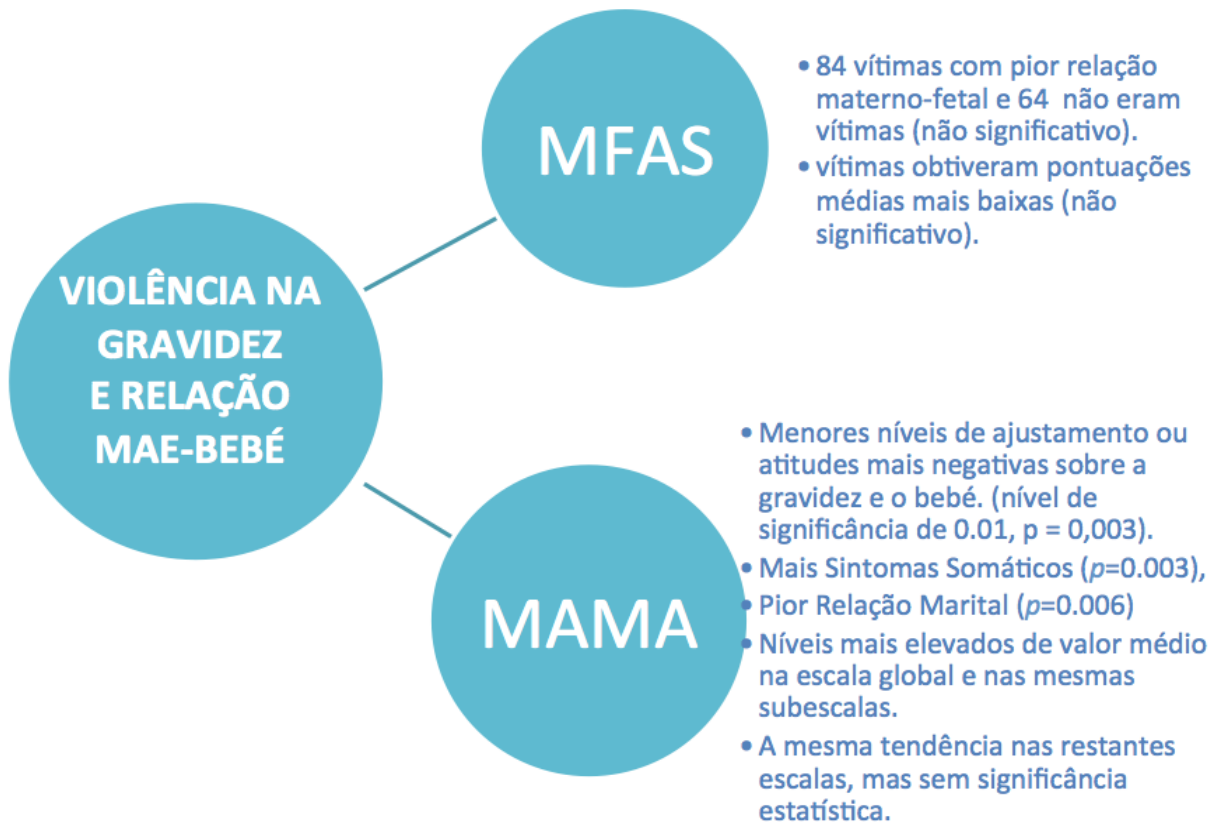 VIOLÊNCIA NA
GRAVIDEZ
E RELAÇÃO
MAE-BEBÉ
MFAS
• 84 vítimas com pior relação
materno-fetal e 64 não eram
vítimas (não significativo).
• vítimas obtiveram pontuações
médias mais baixas (não
significativo).
MAMA
• Menores níveis de ajustamento ou
atitudes mais negativas sobre a
gravidez e o bebé. (nível de
significância de 0.01, p = 0,003).
• Mais Sintomas Somáticos (p=0.003),
• Pior Relação Marital (p=0.006)
• Níveis mais elevados de valor médio
na escala global e nas mesmas
subescalas.
• A mesma tendência nas restantes
escalas, mas sem significância
estatística.